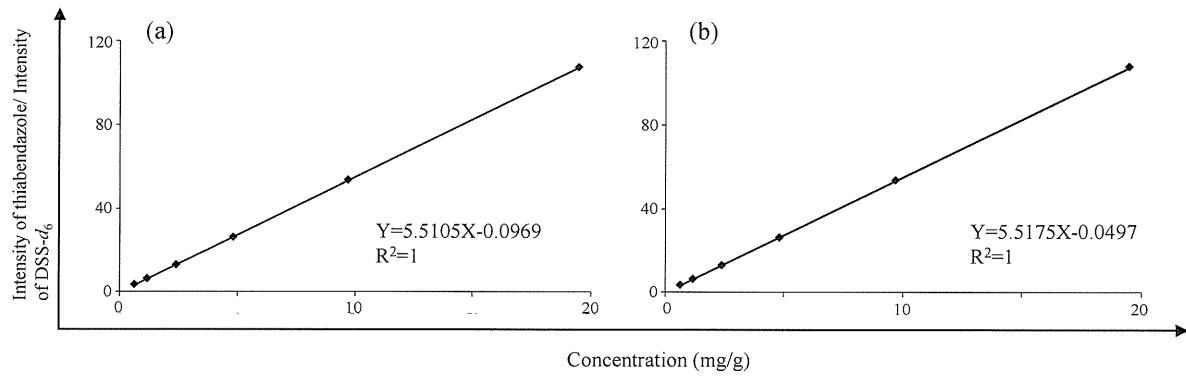 (a)
120
80
40
0
0
10
20
Y=5.5105X-0.0969
R²=1
(b)
120
80
40
0
0
10
20
Y=5.5175X-0.0497
R²=1
Intensity of thiabendazole/ Intensity
of DSS-d₆
Concentration (mg/g)